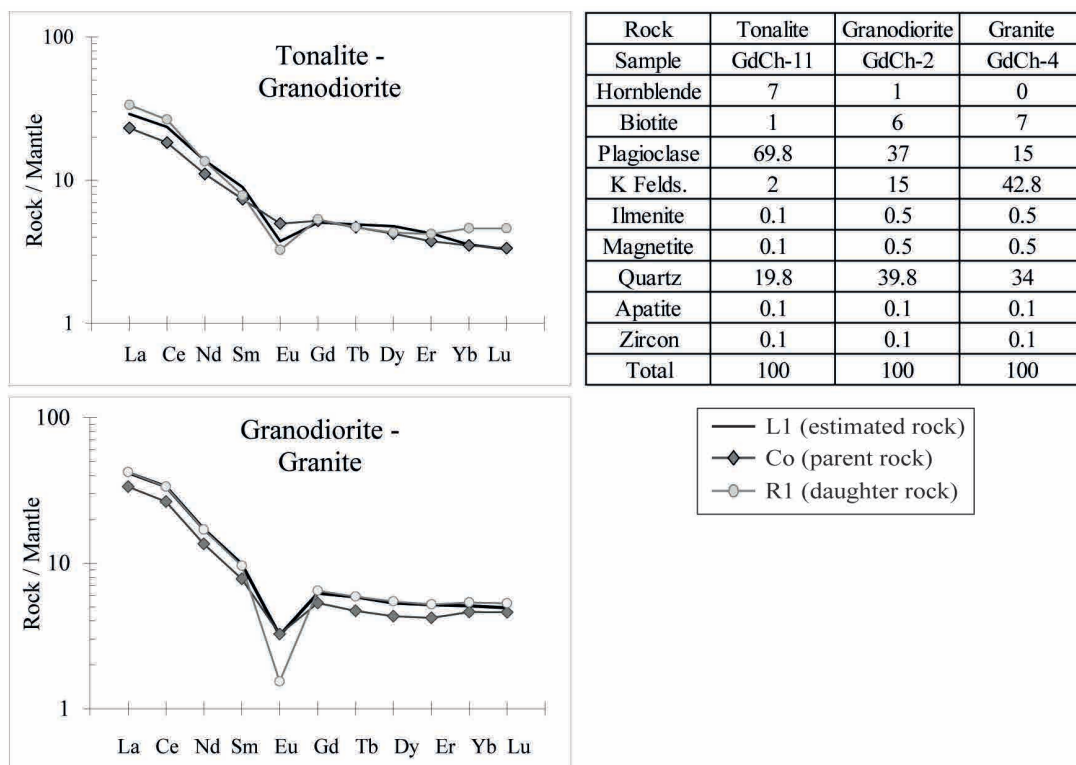 Tonalite -
Granodiorite
100
10
1
Rock / Mantle
La Ce Nd Sm Eu Gd Tb Dy Er Yb Lu
Rock Tonalite Granodiorite Granite
Sample GdCh-11 GdCh-2 GdCh-4
Hornblende 7 1 0
Biotite 1 6 7
Plagioclase 69.8 37 15
K Felds. 2 15 42.8
Ilmenite 0.1 0.5 0.5
Magnetite 0.1 0.5 0.5
Quartz 19.8 39.8 34
Apatite 0.1 0.1 0.1
Zircon 0.1 0.1 0.1
Total 100 100 100
Granodiorite -
Granite
100
10
1
Rock / Mantle
La Ce Nd Sm Eu Gd Tb Dy Er Yb Lu
L1 (estimated rock)
Co (parent rock)
R1 (daughter rock)